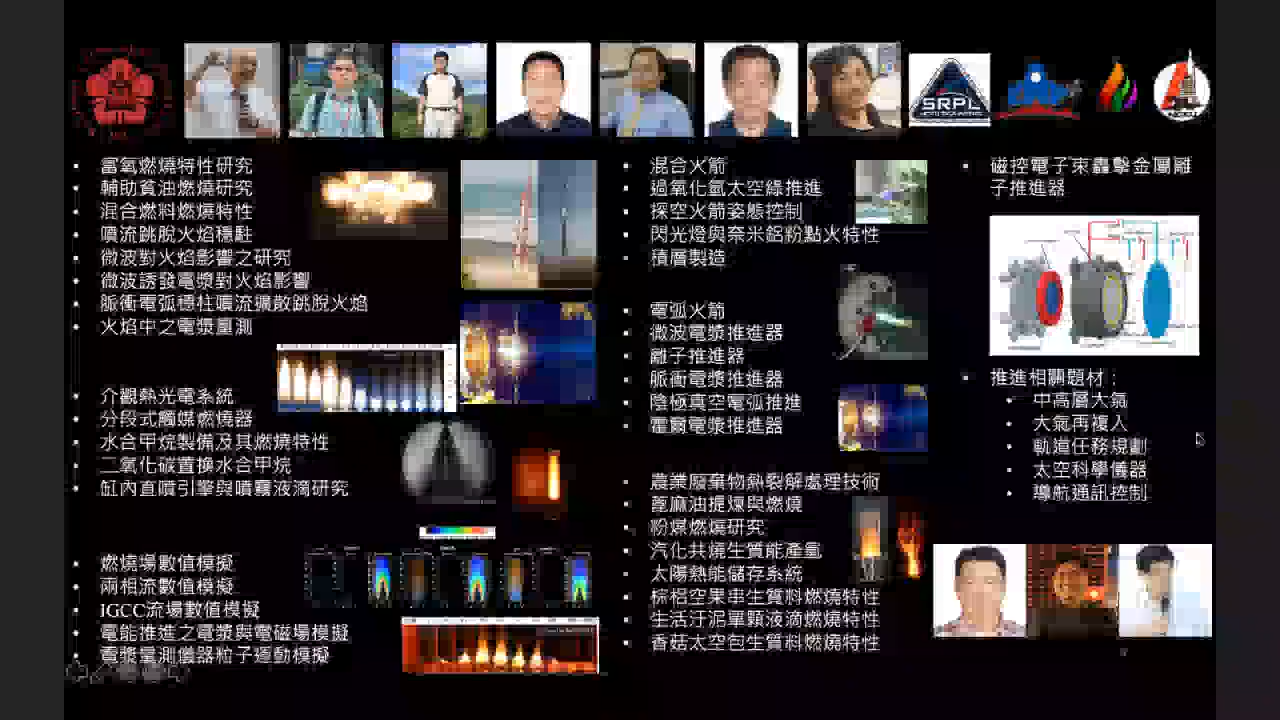 SRPL
富氧燃燒特性研究
輔助貧油燃燒研究
混合燃料燃燒特性
噴流跳脫火焰穩駐
微波對火焰影響之研究
微波誘發電漿對火焰影響
脈衝電弧穩柱噴流擴散跳脫火焰
火焰中之電漿量測
介觀熱光電系統
分段式觸媒燃燒器
水合甲烷製備及其燃燒特性
二氧化碳置換水合甲烷
缸內直噴引擎與噴霧液滴研究
燃燒場數值模擬
兩相流數值模擬
IGCC流場數值模擬
電能推進之電漿與電磁場模擬
電漿量測儀器粒子運動模擬
混合火箭
過氧化氫太空綠推進
探空火箭姿態控制
閃光燈與奈米鋁粉點火特性
積層製造
電弧火箭
微波電漿推進器
離子推進器
脈衝電漿推進器
陰極真空電弧推進
霍爾電漿推進器
農業廢棄物熱裂解處理技術
蓖麻油提煉與燃燒
粉煤燃燒研究
汽化共燒生質能產量
太陽熱能儲存系統
棕櫚空果串生質料燃燒特性
生活汙泥單顆液滴燃燒特性
香菇太空包生質料燃燒特性
磁控電子束轟擊金屬離
子推進器
推進相關題材：
中高層大氣
大氣再複入
軌道任務規劃
太空科學儀器
導航通訊控制